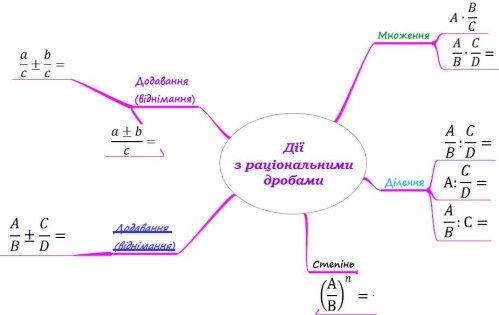 Дії
з раціональними
дробами
Додавання
(віднімання)
a/c ± b/c =
(a ± b)/c =
Додавання
(віднімання)
A/B ± C/D =
Множення
A · B/C
A/B · C/D =
Ділення
A/B : C/D =
A: C/D =
A/B : C =
Степінь
(A/B)ⁿ =